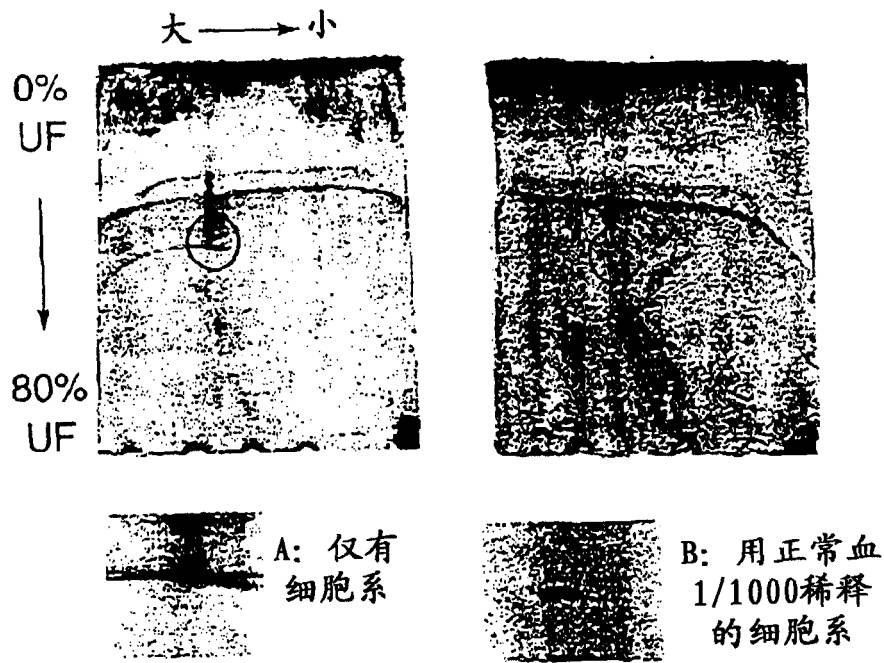 大 → 小
0%
UF
80%
UF
A: 仅有
细胞系
B: 用正常血
1/1000稀释
的细胞系